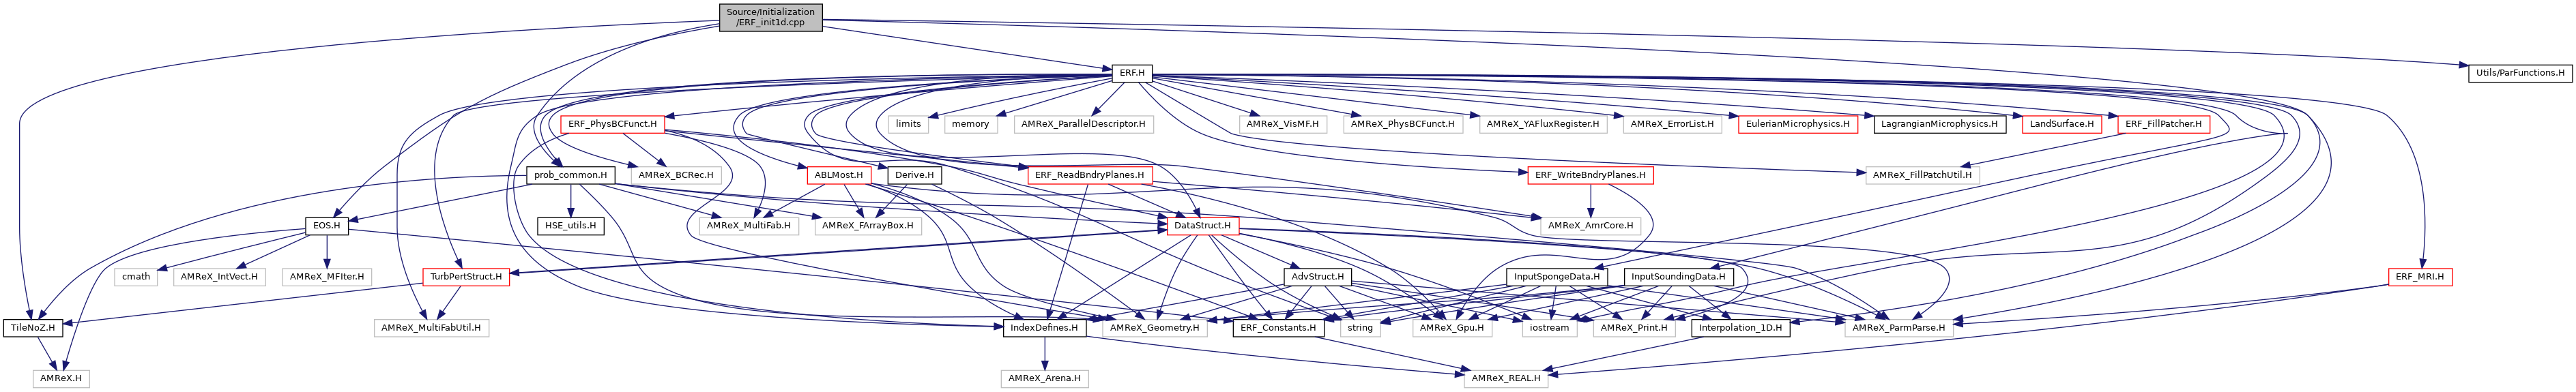 Source/Initialization
/ERF_init1d.cpp
ERF.H
Utils/ParFunctions.H
ERF_PhysBCFunct.H
limits
memory
AMReX_ParallelDescriptor.H
AMReX_VisMF.H
AMReX_PhysBCFunct.H
AMReX_YAFluxRegister.H
AMReX_ErrorList.H
EulerianMicrophysics.H
LagrangianMicrophysics.H
LandSurface.H
ERF_FillPatcher.H
prob_common.H
AMReX_BCRec.H
ABLMost.H
Derive.H
ERF_ReadBndryPlanes.H
ERF_WriteBndryPlanes.H
AMReX_FillPatchUtil.H
EOS.H
HSE_utils.H
AMReX_MultiFab.H
AMReX_FArrayBox.H
DataStruct.H
AMReX_AmrCore.H
cmath
AMReX_IntVect.H
AMReX_MFIter.H
TurbPertStruct.H
AdvStruct.H
InputSpongeData.H
InputSoundingData.H
ERF_MRI.H
TileNoZ.H
AMReX_MultiFabUtil.H
IndexDefines.H
AMReX_Geometry.H
ERF_Constants.H
string
AMReX_Gpu.H
iostream
AMReX_Print.H
Interpolation_1D.H
AMReX_ParmParse.H
AMReX.H
AMReX_Arena.H
AMReX_REAL.H